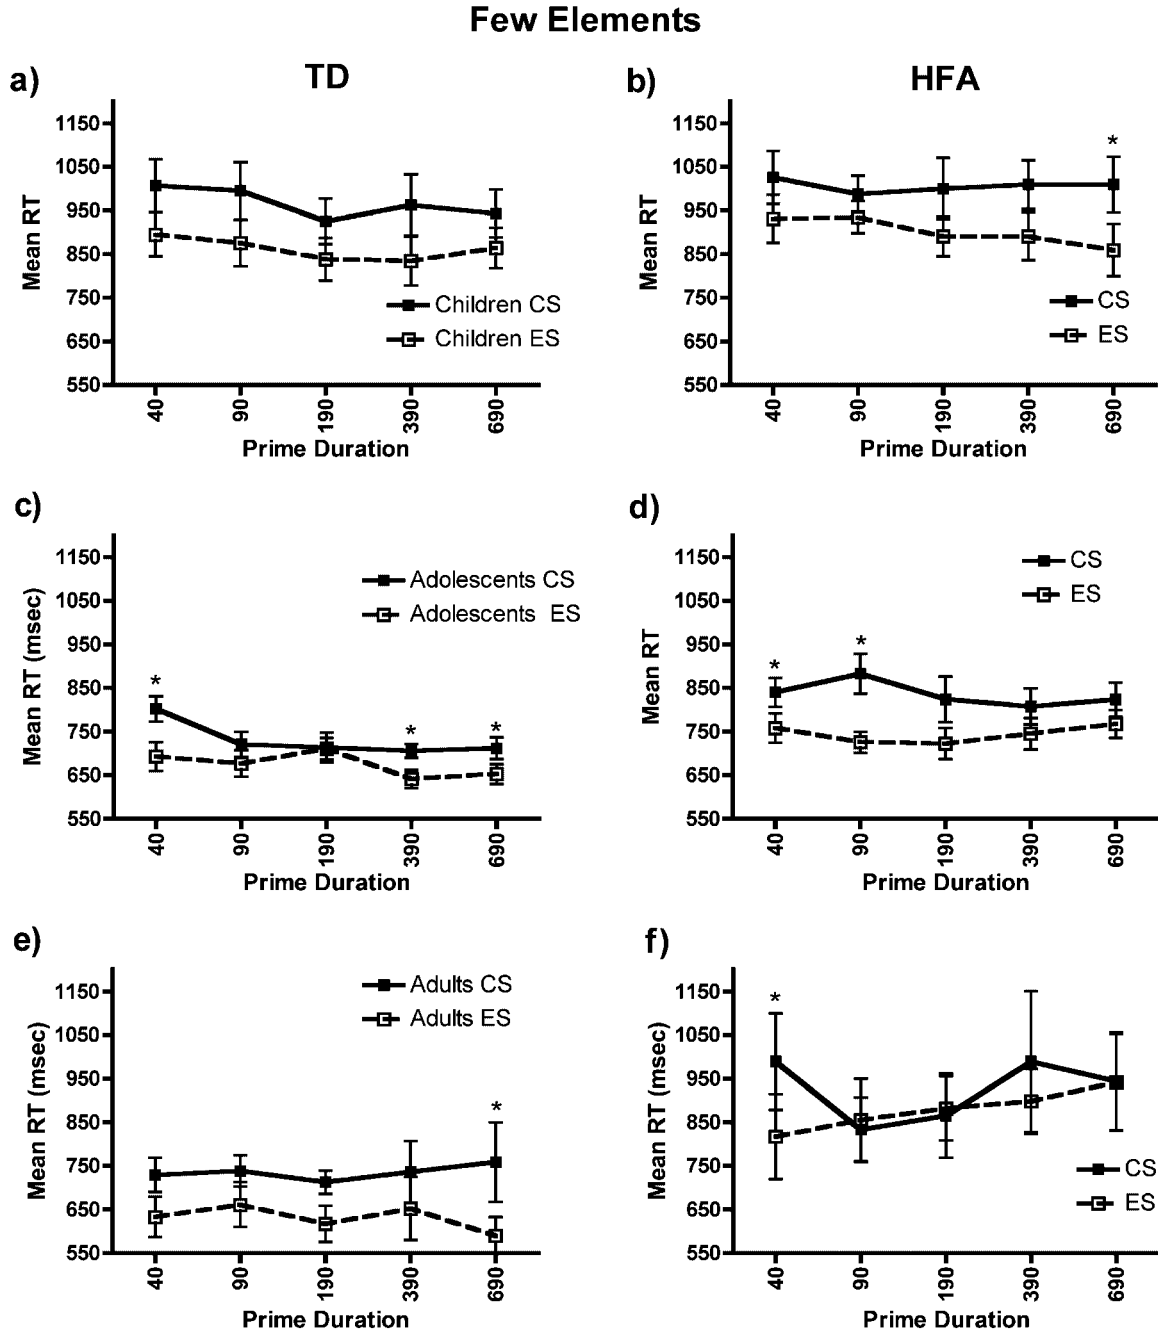 Few Elements
a)
TD
1150
1050
950
850
750
650
550
Mean RT
*
Children CS
Children ES
40
90
190
390
690
Prime Duration
b)
HFA
1150
1050
950
850
750
650
550
Mean RT
*
CS
ES
40
90
190
390
690
Prime Duration
c)
1150
1050
950
850
750
650
550
Mean RT (msec)
Adolescents CS
Adolescents ES
*
*
*
40
90
190
390
690
Prime Duration
d)
1150
1050
950
850
750
650
550
Mean RT
CS
ES
*
*
40
90
190
390
690
Prime Duration
e)
1150
1050
950
850
750
650
550
Mean RT (msec)
Adults CS
Adults ES
*
40
90
190
390
690
Prime Duration
f)
1150
1050
950
850
750
650
550
Mean RT (msec)
*
CS
ES
40
90
190
390
690
Prime Duration